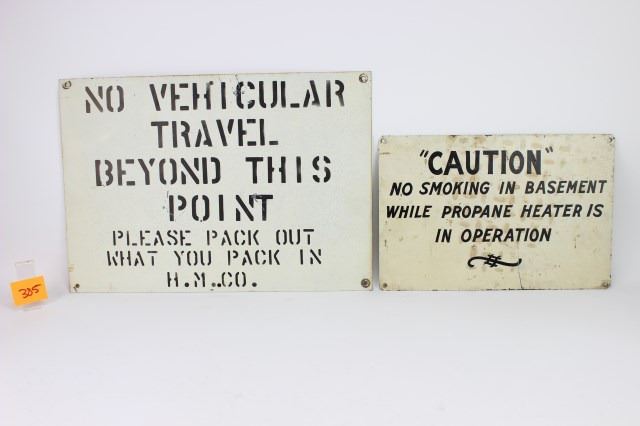 NO VEHICULAR
TRAVEL
BEYOND THIS
POINT
PLEASE PACK OUT
WHAT YOU PACK IN
H.M.CO.
"CAUTION"
NO SMOKING IN BASEMENT
WHILE PROPANE HEATER IS
IN OPERATION
385